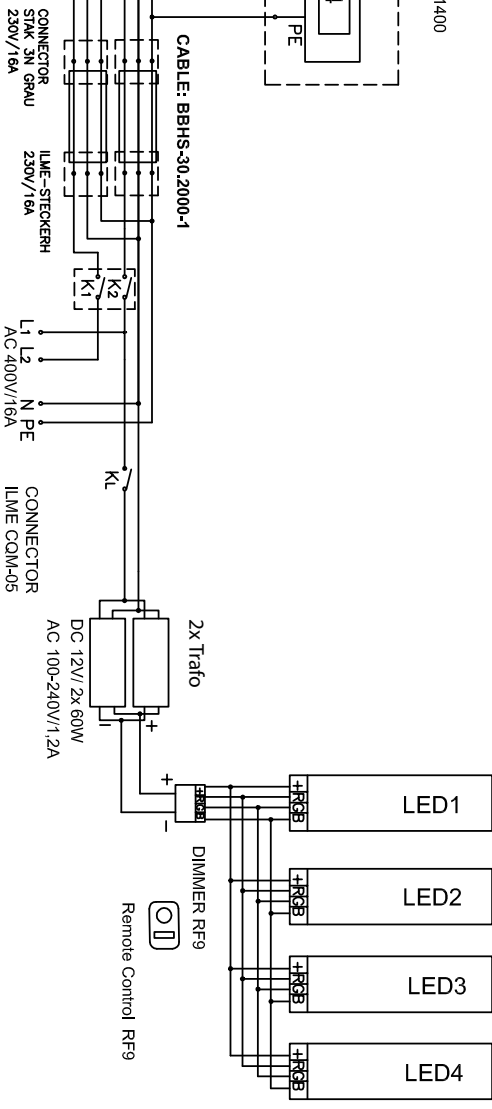 1400
PE
CABLE: BBHS-30.2000-1
CONNECTOR
STAK 3N GRAU
230V/16A
ILME-STECKERH
230V/16A
K2
K1
L1 L2 N PE
AC 400V/16A
CONNECTOR
ILME CQM-05
KL
2x Trafo
+
−
DC 12V/ 2x 60W
AC 100-240V/1,2A
+
−
+RGB
DIMMER RF9
Remote Control RF9
+RGB
LED1
+RGB
LED2
+RGB
LED3
+RGB
LED4